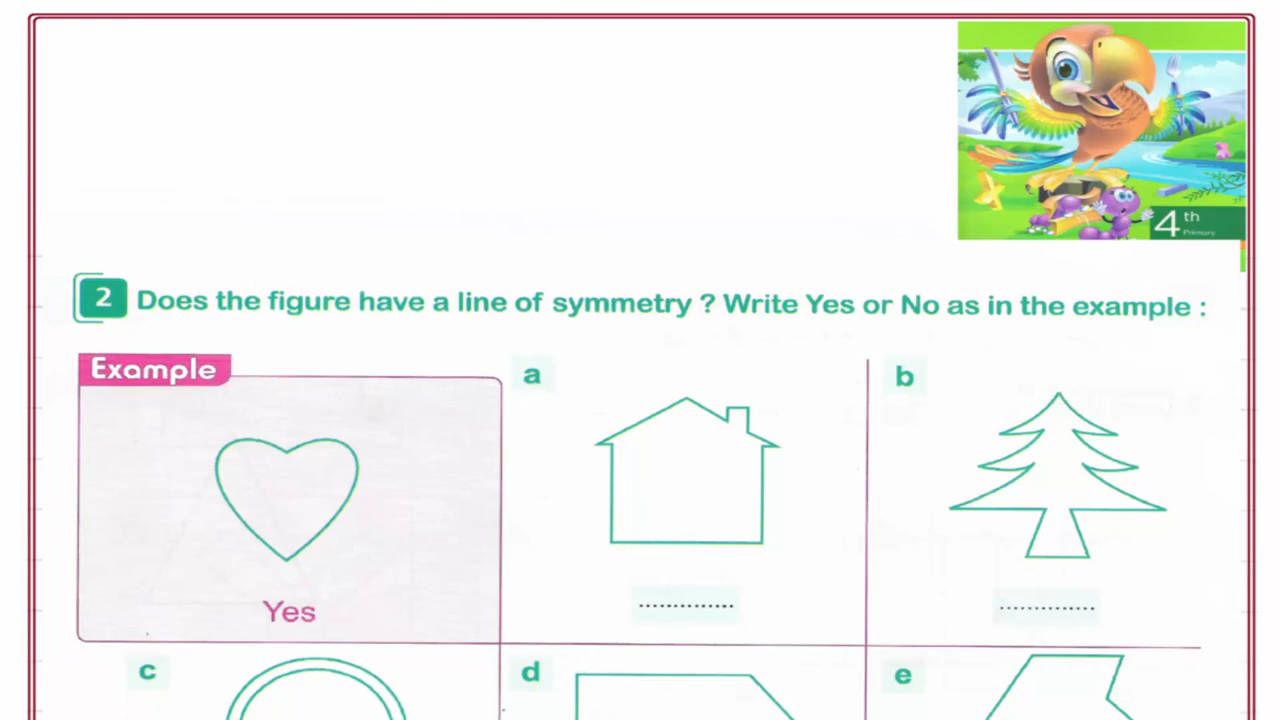 4th
Primary
2 Does the figure have a line of symmetry ? Write Yes or No as in the example :
Example
a
b
Yes
..............
..............
c
d
e